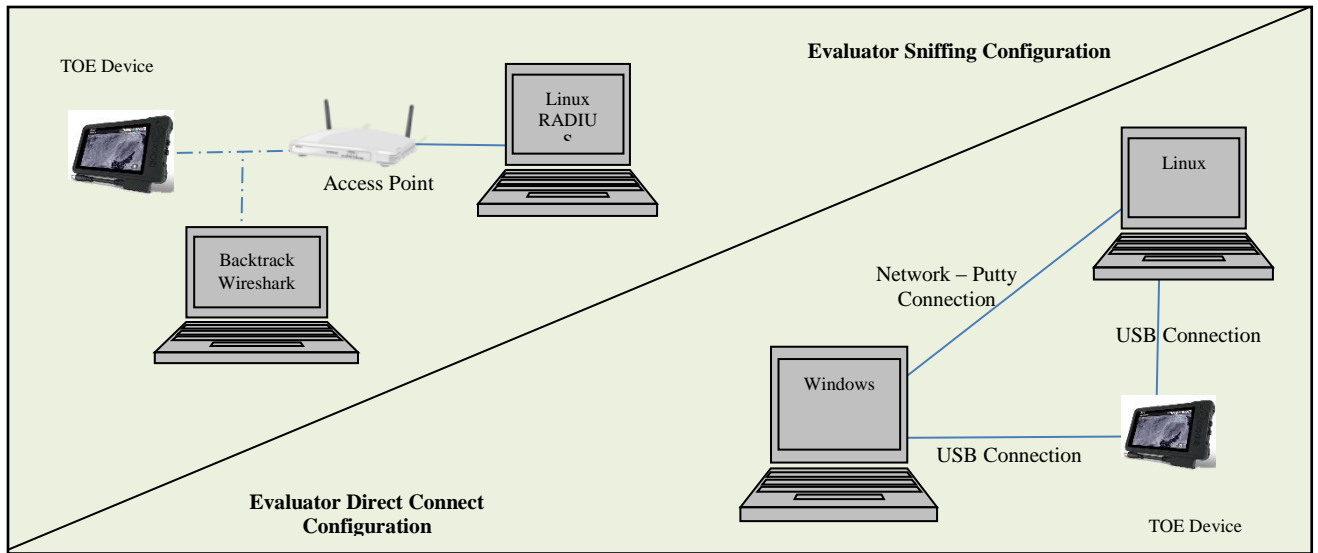 Evaluator Sniffing Configuration
TOE Device
Linux
RADIU
S
Access Point
Backtrack
Wireshark
Linux
Network – Putty
Connection
USB Connection
Windows
USB Connection
Evaluator Direct Connect
Configuration
TOE Device